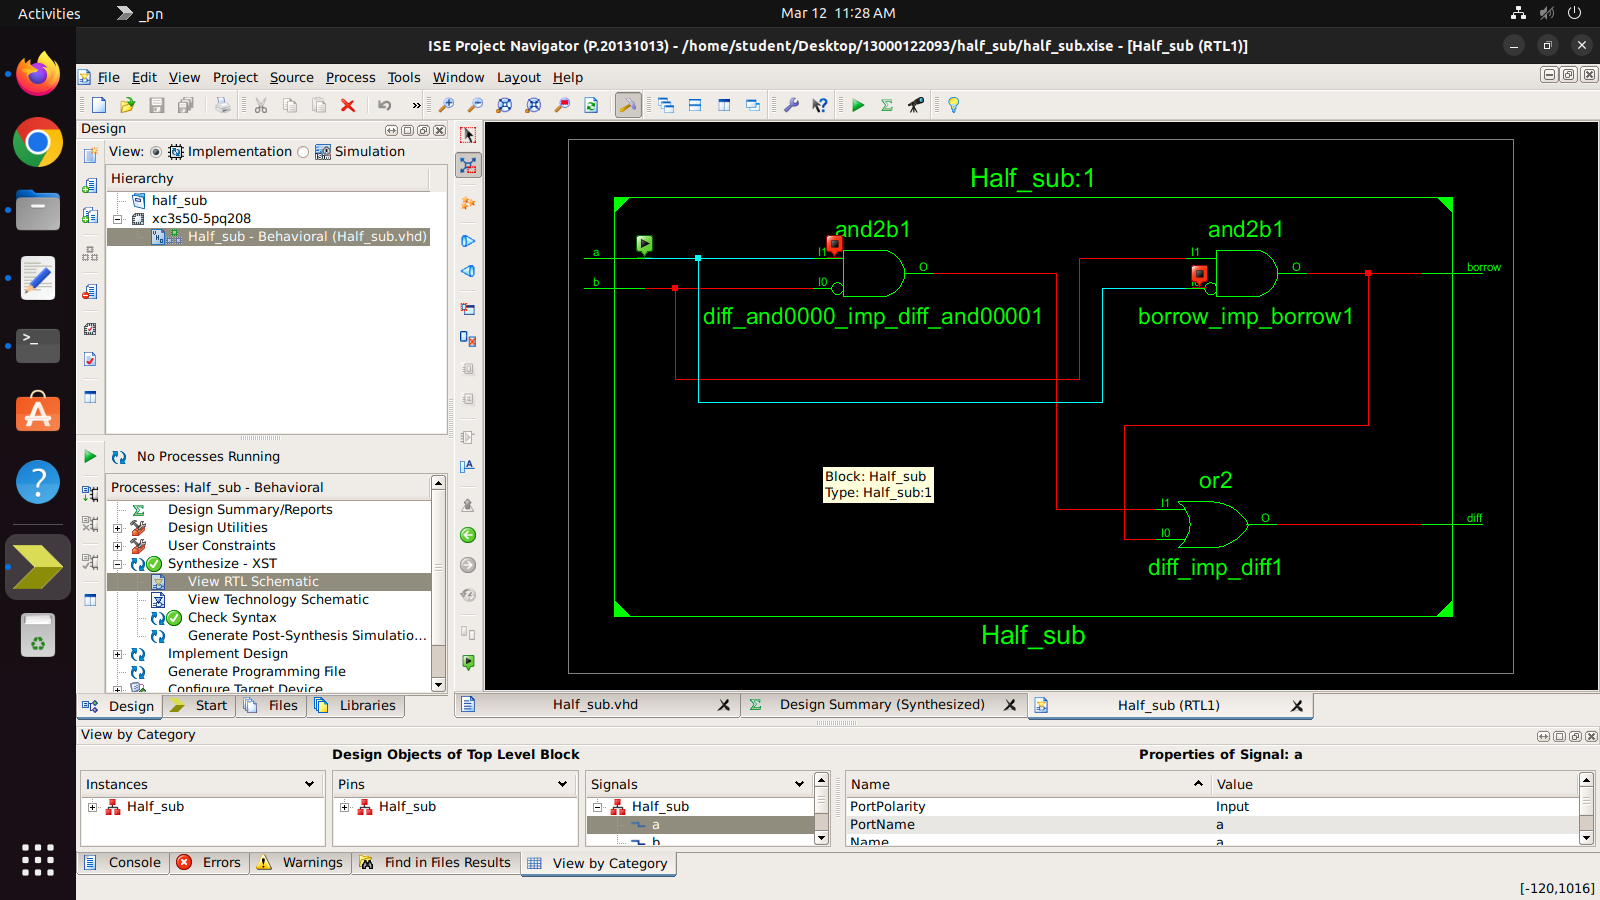 Activities
_pn
Mar 12 11:28 AM
ISE Project Navigator (P.20131013) - /home/student/Desktop/13000122093/half_sub/half_sub.xise - [Half_sub (RTL1)]
File Edit View Project Source Process Tools Window Layout Help
»
Design
View: Implementation Simulation
Hierarchy
half_sub
xc3s50-5pq208
Half_sub - Behavioral (Half_sub.vhd)
No Processes Running
Processes: Half_sub - Behavioral
Design Summary/Reports
Design Utilities
User Constraints
Synthesize - XST
View RTL Schematic
View Technology Schematic
Check Syntax
Generate Post-Synthesis Simulatio...
Implement Design
Generate Programming File
Configure Target Device
Design Start Files Libraries
Half_sub:1
and2b1 and2b1
a I1 I1
O O borrow
b I0 I0
diff_and0000_imp_diff_and00001 borrow_imp_borrow1
Block: Half_sub
Type: Half_sub:1
or2
I1
O diff
I0
diff_imp_diff1
Half_sub
Half_sub.vhd Design Summary (Synthesized) Half_sub (RTL1)
View by Category
Design Objects of Top Level Block Properties of Signal: a
Instances Pins Signals Name Value
Half_sub Half_sub Half_sub PortPolarity Input
a PortName a
b Name a
Console Errors Warnings Find in Files Results View by Category
[-120,1016]